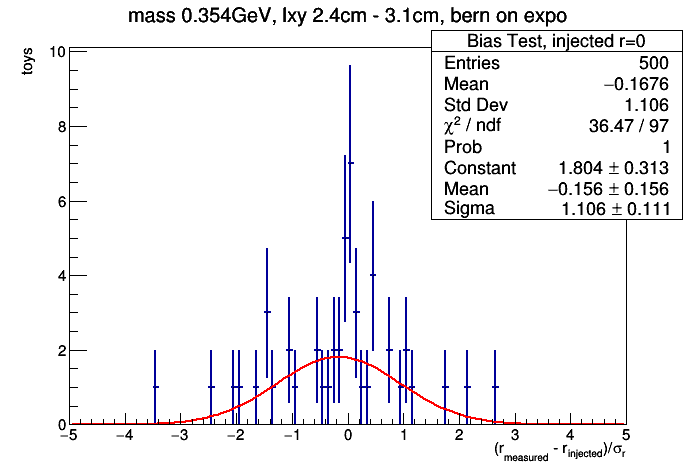 mass 0.354GeV, lxy 2.4cm - 3.1cm, bern on expo
Bias Test, injected r=0
Entries 500
Mean −0.1676
Std Dev 1.106
χ² / ndf 36.47 / 97
Prob 1
Constant 1.804 ± 0.313
Mean −0.156 ± 0.156
Sigma 1.106 ± 0.111
toys
10
8
6
4
2
0
−5 −4 −3 −2 −1 0 1 2 3 4 5
(r_measured - r_injected)/σ_r